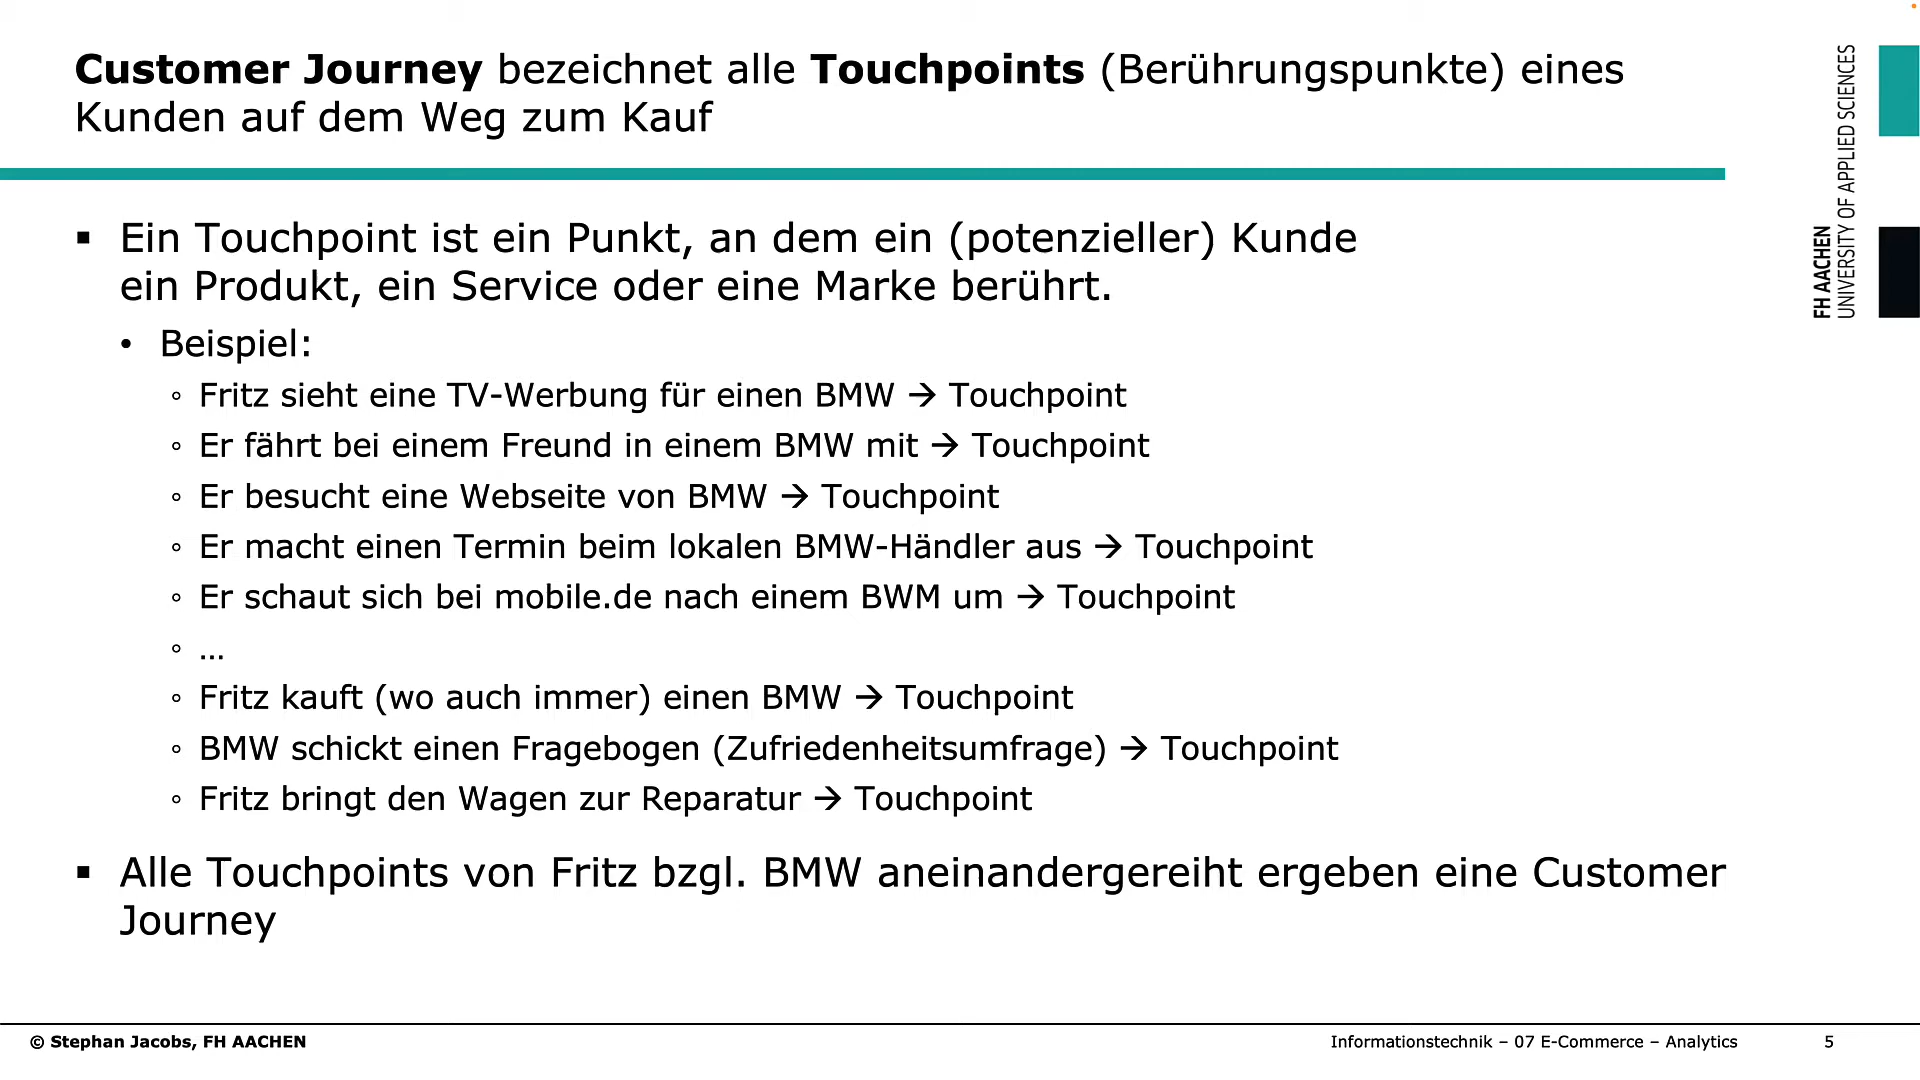 Customer Journey bezeichnet alle Touchpoints (Berührungspunkte) eines
Kunden auf dem Weg zum Kauf
▪ Ein Touchpoint ist ein Punkt, an dem ein (potenzieller) Kunde
ein Produkt, ein Service oder eine Marke berührt.
• Beispiel:
◦ Fritz sieht eine TV-Werbung für einen BMW → Touchpoint
◦ Er fährt bei einem Freund in einem BMW mit → Touchpoint
◦ Er besucht eine Webseite von BMW → Touchpoint
◦ Er macht einen Termin beim lokalen BMW-Händler aus → Touchpoint
◦ Er schaut sich bei mobile.de nach einem BWM um → Touchpoint
◦ …
◦ Fritz kauft (wo auch immer) einen BMW → Touchpoint
◦ BMW schickt einen Fragebogen (Zufriedenheitsumfrage) → Touchpoint
◦ Fritz bringt den Wagen zur Reparatur → Touchpoint
▪ Alle Touchpoints von Fritz bzgl. BMW aneinandergereiht ergeben eine Customer
Journey
FH AACHEN
UNIVERSITY OF APPLIED SCIENCES
© Stephan Jacobs, FH AACHEN
Informationstechnik – 07 E-Commerce – Analytics
5